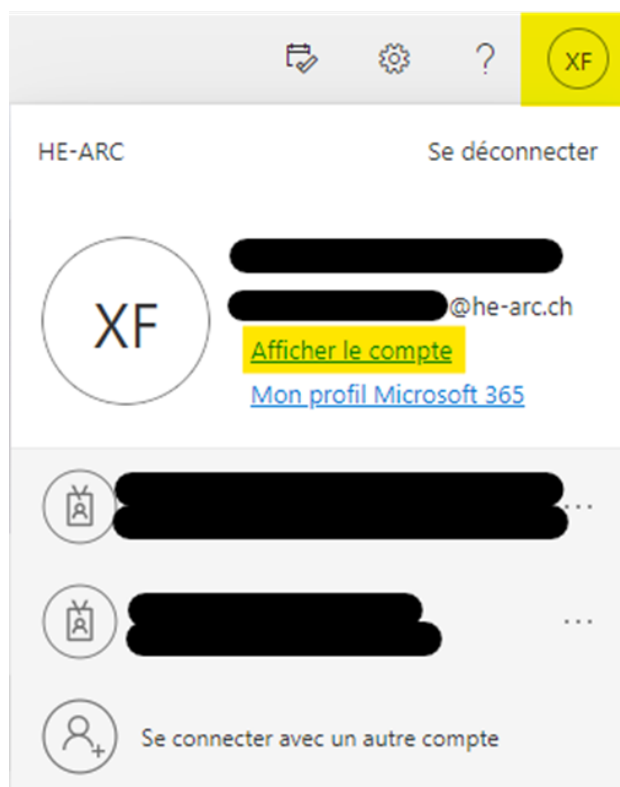 ? XF
HE-ARC Se déconnecter
XF
@he-arc.ch
Afficher le compte
Mon profil Microsoft 365
...
...
Se connecter avec un autre compte